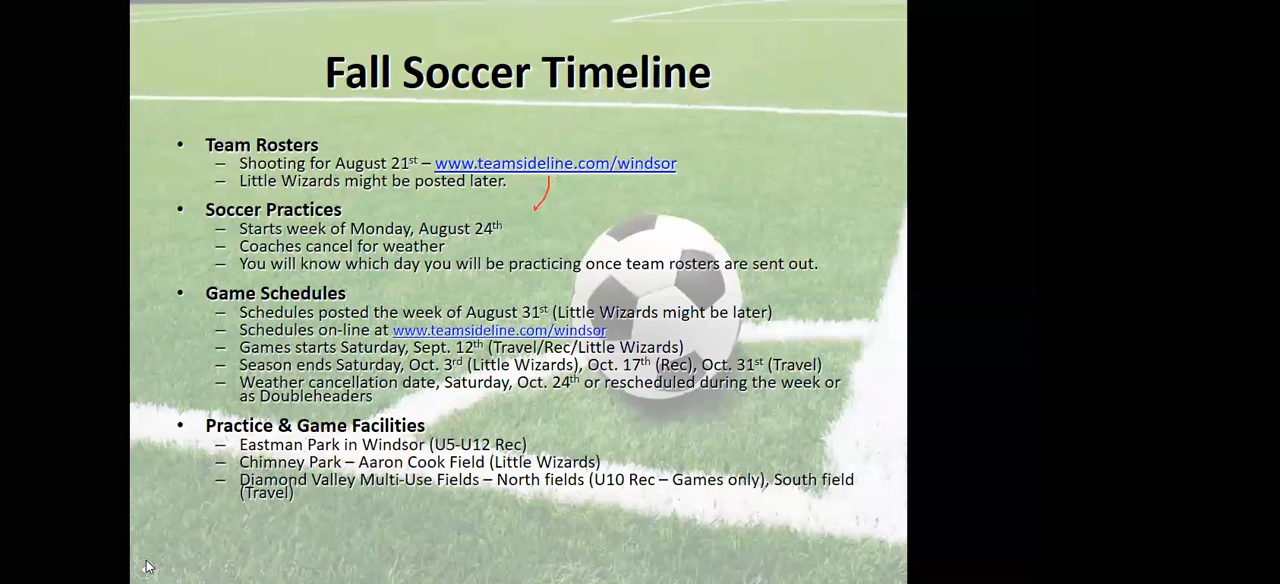 Fall Soccer Timeline
• Team Rosters
– Shooting for August 21st – www.teamsideline.com/windsor
– Little Wizards might be posted later.
• Soccer Practices
– Starts week of Monday, August 24th
– Coaches cancel for weather
– You will know which day you will be practicing once team rosters are sent out.
• Game Schedules
– Schedules posted the week of August 31st (Little Wizards might be later)
– Schedules on-line at www.teamsideline.com/windsor
– Games starts Saturday, Sept. 12th (Travel/Rec/Little Wizards)
– Season ends Saturday, Oct. 3rd (Little Wizards), Oct. 17th (Rec), Oct. 31st (Travel)
– Weather cancellation date, Saturday, Oct. 24th or rescheduled during the week or
as Doubleheaders
• Practice & Game Facilities
– Eastman Park in Windsor (U5-U12 Rec)
– Chimney Park – Aaron Cook Field (Little Wizards)
– Diamond Valley Multi-Use Fields – North fields (U10 Rec – Games only), South field
(Travel)